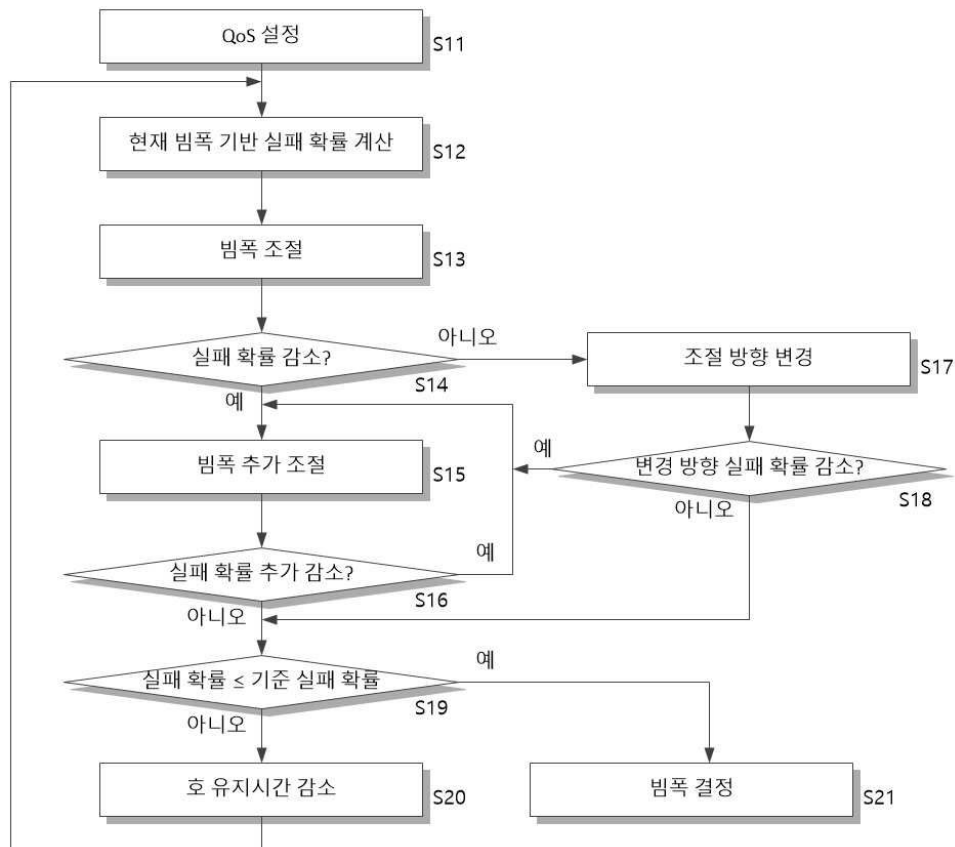 QoS 설정
S11
현재 빔폭 기반 실패 확률 계산
S12
빔폭 조절
S13
실패 확률 감소?
S14
아니오
예
조절 방향 변경
S17
빔폭 추가 조절
S15
예
변경 방향 실패 확률 감소?
S18
아니오
실패 확률 추가 감소?
S16
예
아니오
실패 확률 ≤ 기준 실패 확률
S19
예
아니오
호 유지시간 감소
S20
빔폭 결정
S21